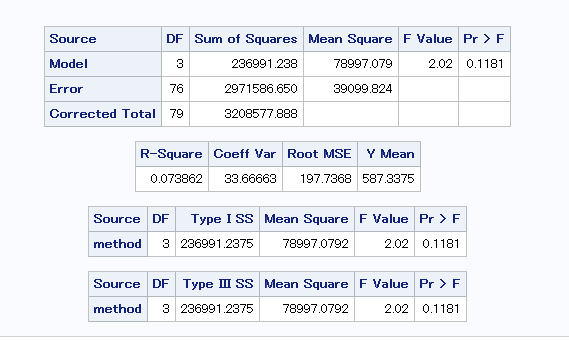 Source DF Sum of Squares Mean Square F Value Pr > F
Model 3 236991.238 78997.079 2.02 0.1181
Error 76 2971586.650 39099.824
Corrected Total 79 3208577.888
R-Square Coeff Var Root MSE Y Mean
0.073862 33.66663 197.7368 587.3375
Source DF Type I SS Mean Square F Value Pr > F
method 3 236991.2375 78997.0792 2.02 0.1181
Source DF Type III SS Mean Square F Value Pr > F
method 3 236991.2375 78997.0792 2.02 0.1181